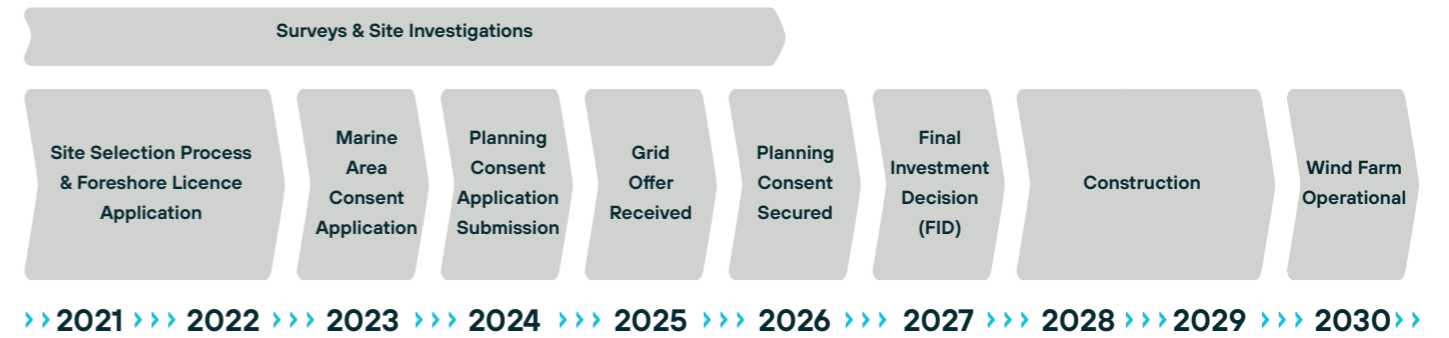 Surveys & Site Investigations
Site Selection Process
& Foreshore Licence
Application
Marine
Area
Consent
Application
Planning
Consent
Application
Submission
Grid
Offer
Received
Planning
Consent
Secured
Final
Investment
Decision
(FID)
Construction
Wind Farm
Operational
2021 2022 2023 2024 2025 2026 2027 2028 2029 2030